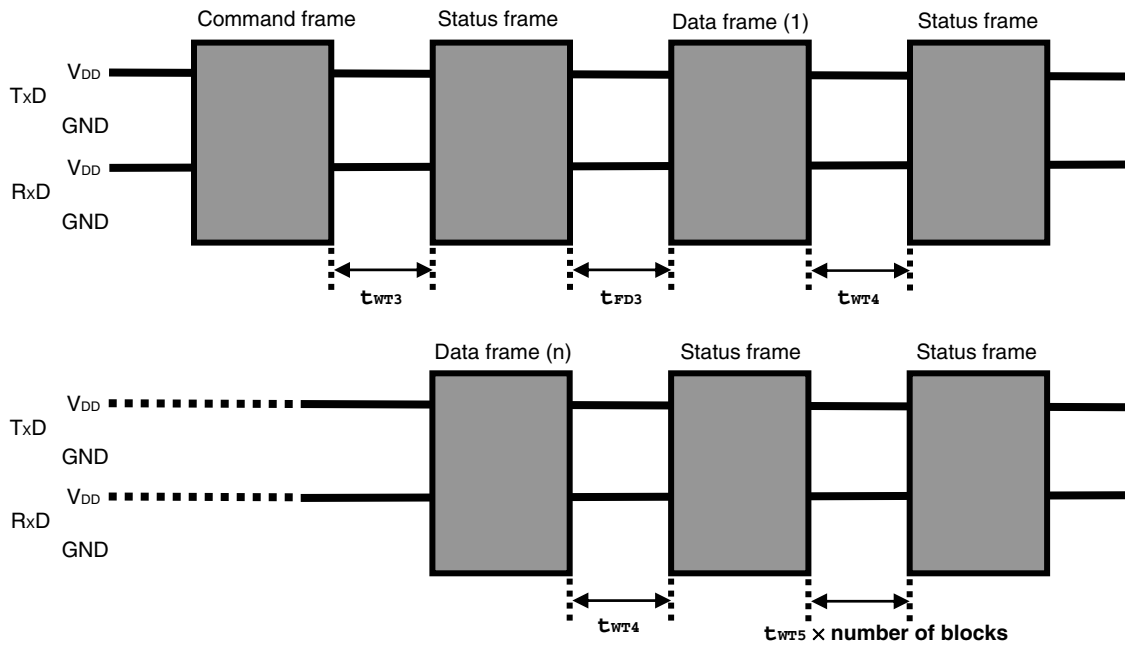 Command frame Status frame Data frame (1) Status frame
VDD
TxD
GND
VDD
RxD
GND
tWT3 tFD3 tWT4
Data frame (n) Status frame Status frame
VDD
TxD
GND
VDD
RxD
GND
tWT4 tWT5 × number of blocks